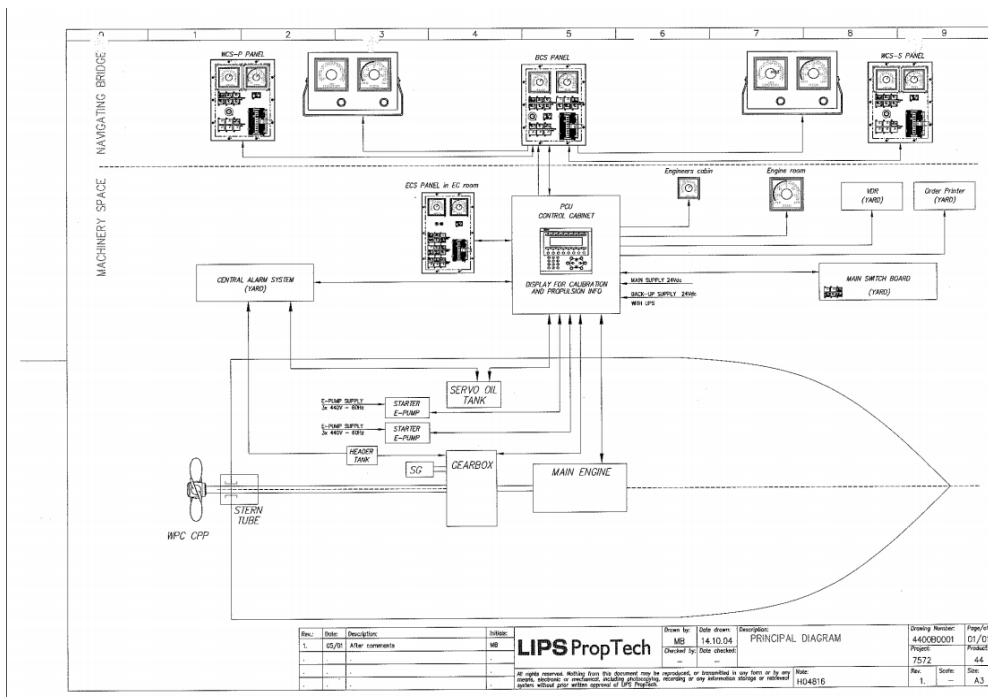 1 2 3 4 5 6 7 8 9
NAVIGATING BRIDGE
WCS-P PANEL
BCS PANEL
WCS-S PANEL
MACHINERY SPACE
ECS PANEL in EC room
PCU
CONTROL CABINET
DISPLAY FOR CALIBRATION
AND PROPULSION INFO
Engineers cabin
Engine room
VDR
(YARD)
Order Printer
(YARD)
CENTRAL ALARM SYSTEM
(YARD)
MAIN SUPPLY 24Vdc
BACK-UP SUPPLY 24Vdc
WITH UPS
MAIN SWITCH BOARD
(YARD)
SERVO OIL
TANK
E-PUMP SUPPLY
3x 440V - 60Hz
STARTER
E-PUMP
E-PUMP SUPPLY
3x 440V - 60Hz
STARTER
E-PUMP
HEADER
TANK
SG
GEARBOX
MAIN ENGINE
STERN
TUBE
WPC CPP
Rev.: Date: Description: Initials:
1. 05/01 After comments MB
LIPS PropTech
Drawn by: MB
Date drawn: 14.10.04
Checked by: –
Date checked: –
Description:
PRINCIPAL DIAGRAM
Drawing Number:
4400B0001
Page/of
01/01
Project:
7572
Product
44
All rights reserved. Nothing from this document may be reproduced, or transmitted in any form or by any
means, electronic or mechanical, including photocopying, recording or any information storage or retrieval
system without prior written approval of LIPS PropTech.
Note:
H04816
Rev.
1.
Scale:
–
Size:
A3